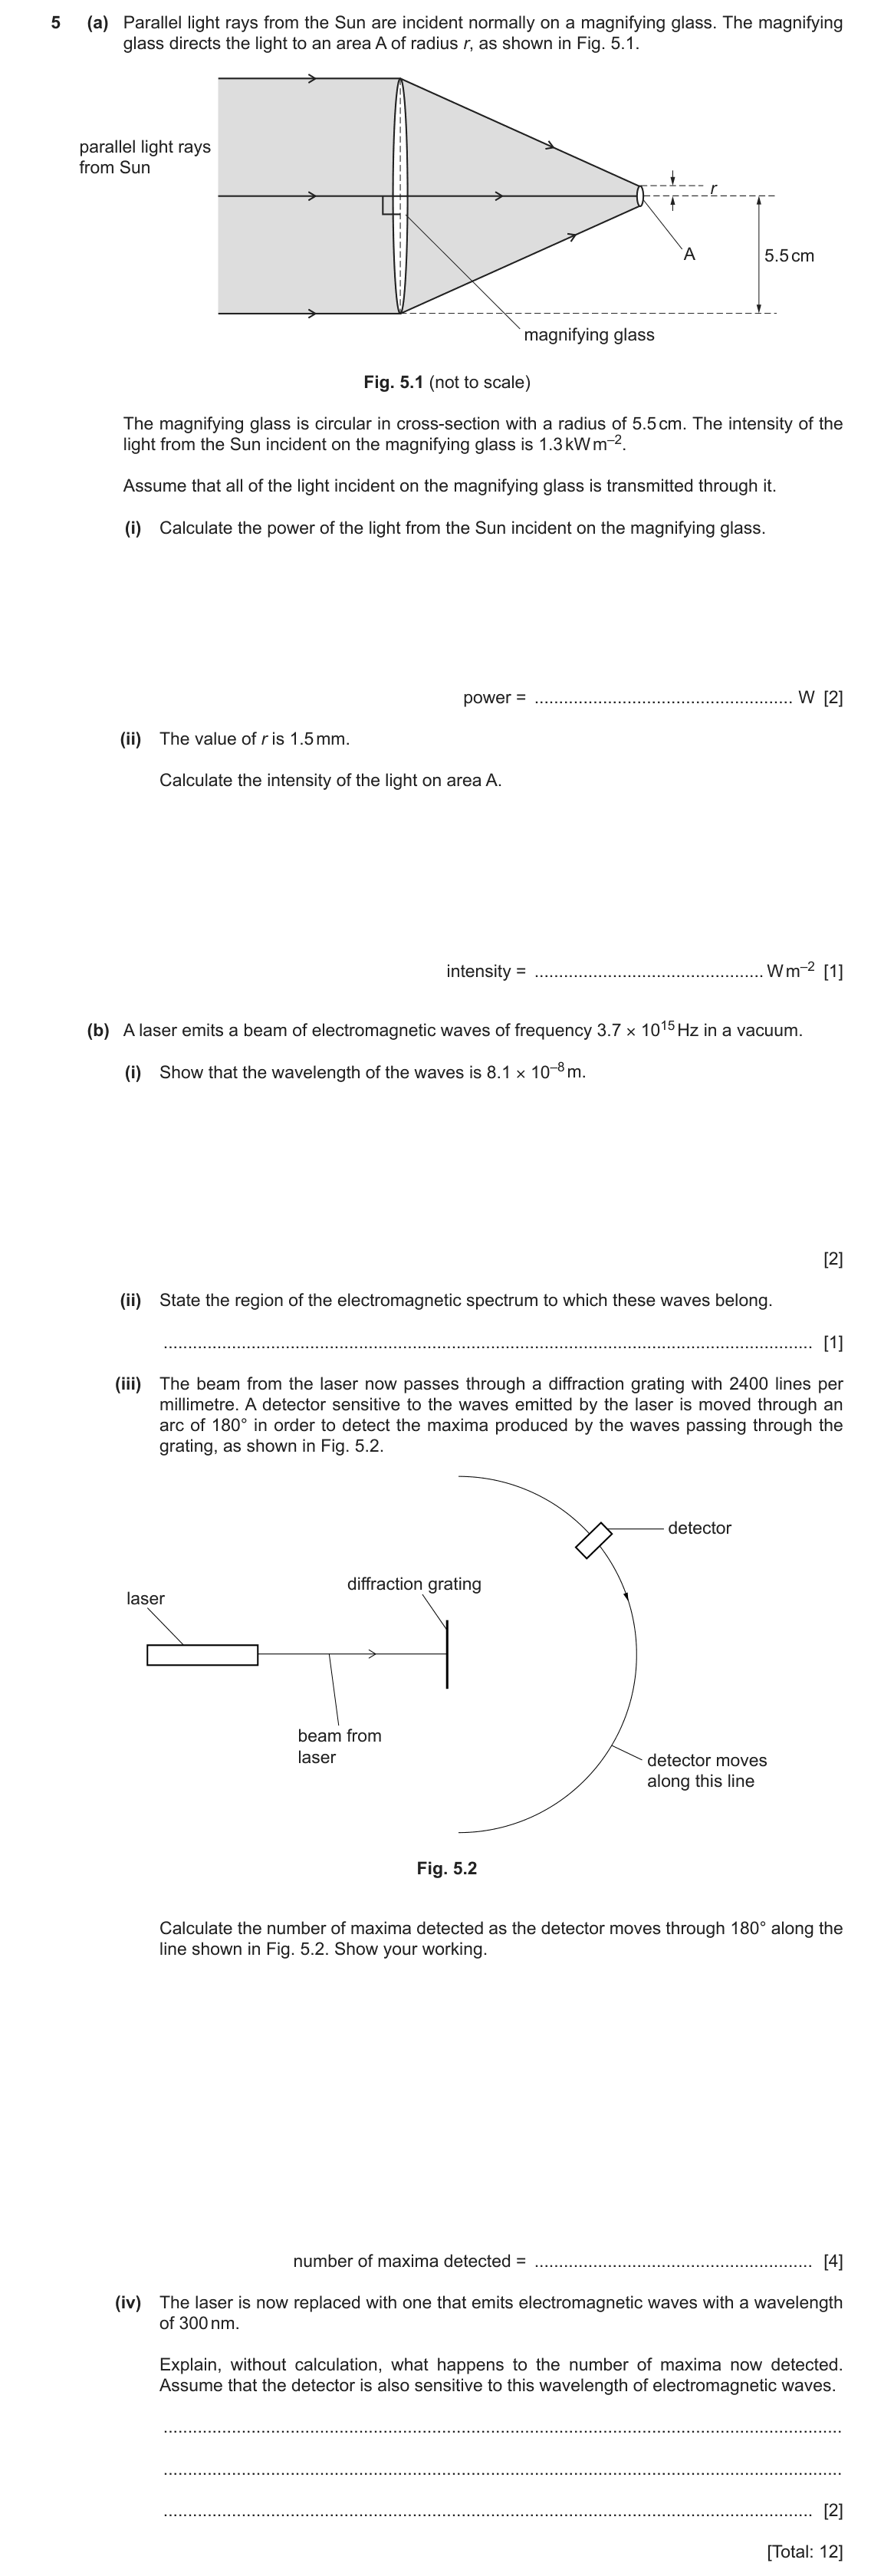 5 (a) Parallel light rays from the Sun are incident normally on a magnifying glass. The magnifying
glass directs the light to an area A of radius r, as shown in Fig. 5.1.
parallel light rays
from Sun
r
A
5.5 cm
magnifying glass
Fig. 5.1 (not to scale)
The magnifying glass is circular in cross-section with a radius of 5.5 cm. The intensity of the
light from the Sun incident on the magnifying glass is 1.3 kW m⁻².
Assume that all of the light incident on the magnifying glass is transmitted through it.
(i) Calculate the power of the light from the Sun incident on the magnifying glass.
power = ..................................................... W [2]
(ii) The value of r is 1.5 mm.
Calculate the intensity of the light on area A.
intensity = ............................................... W m⁻² [1]
(b) A laser emits a beam of electromagnetic waves of frequency 3.7 × 10¹⁵ Hz in a vacuum.
(i) Show that the wavelength of the waves is 8.1 × 10⁻⁸ m.
[2]
(ii) State the region of the electromagnetic spectrum to which these waves belong.
..................................................................................................................................... [1]
(iii) The beam from the laser now passes through a diffraction grating with 2400 lines per
millimetre. A detector sensitive to the waves emitted by the laser is moved through an
arc of 180° in order to detect the maxima produced by the waves passing through the
grating, as shown in Fig. 5.2.
detector
diffraction grating
laser
beam from
laser
detector moves
along this line
Fig. 5.2
Calculate the number of maxima detected as the detector moves through 180° along the
line shown in Fig. 5.2. Show your working.
number of maxima detected = ......................................................... [4]
(iv) The laser is now replaced with one that emits electromagnetic waves with a wavelength
of 300 nm.
Explain, without calculation, what happens to the number of maxima now detected.
Assume that the detector is also sensitive to this wavelength of electromagnetic waves.
...........................................................................................................................................
...........................................................................................................................................
..................................................................................................................................... [2]
[Total: 12]